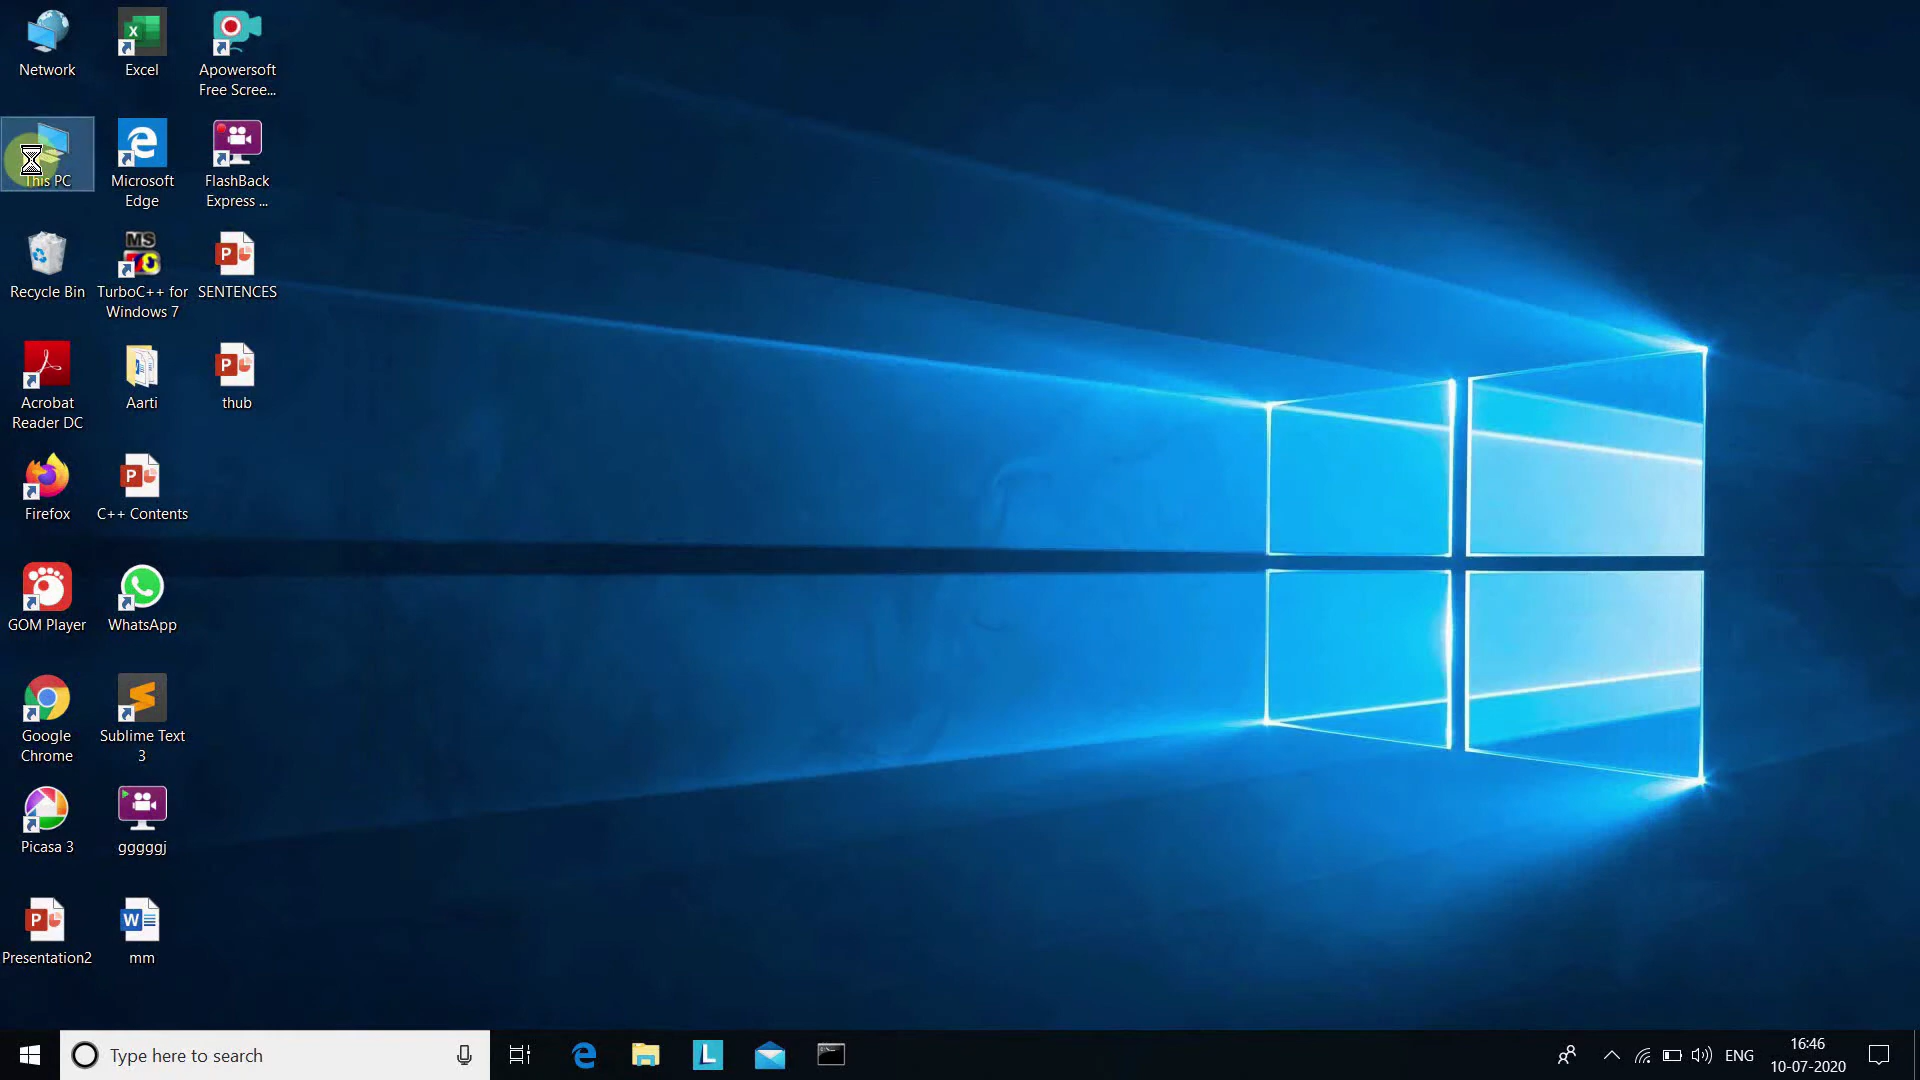 Network
Excel
Apowersoft
Free Scree...
This PC
Microsoft
Edge
FlashBack
Express ...
Recycle Bin
MS
TurboC++ for
Windows 7
SENTENCES
Acrobat
Reader DC
Aarti
thub
Firefox
C++ Contents
GOM Player
WhatsApp
Google
Chrome
Sublime Text
3
Picasa 3
gggggj
Presentation2
mm
Type here to search
L
ENG
16:46
10-07-2020